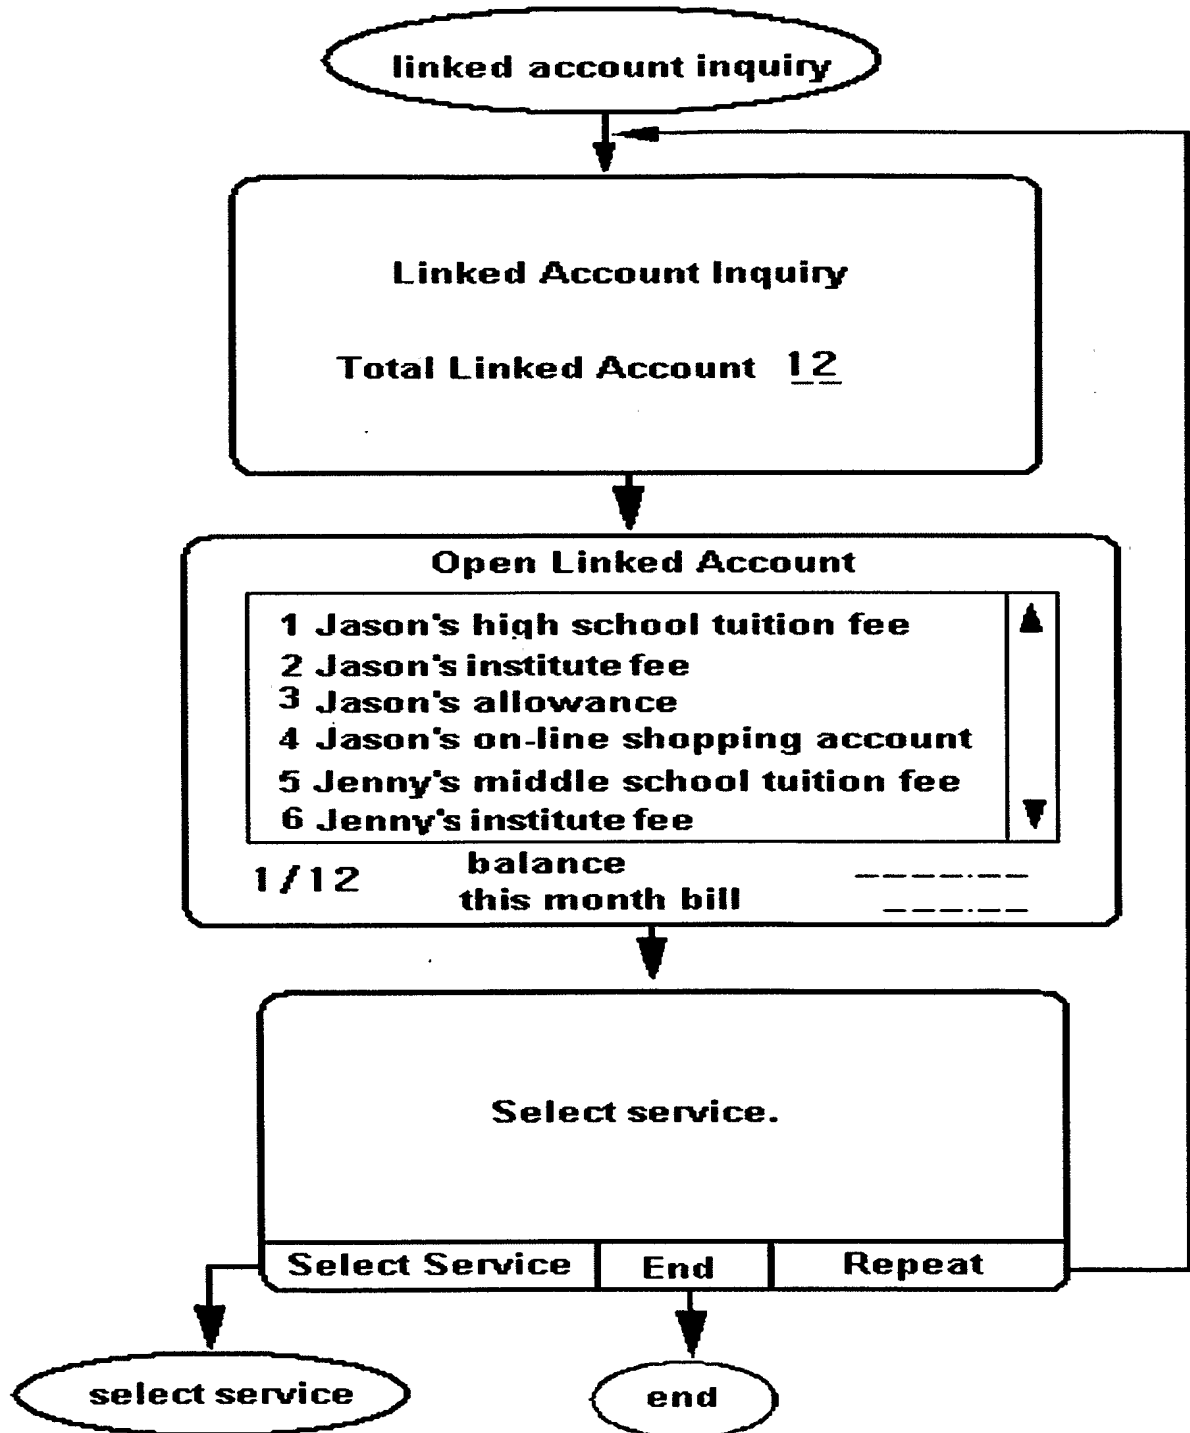 linked account inquiry
Linked Account Inquiry
Total Linked Account 12
Open Linked Account
1 Jason's high school tuition fee
2 Jason's institute fee
3 Jason's allowance
4 Jason's on-line shopping account
5 Jenny's middle school tuition fee
6 Jenny's institute fee
1/12 balance _ _ _ _._ _
this month bill _ _ _._ _
Select service.
Select Service End Repeat
select service
end